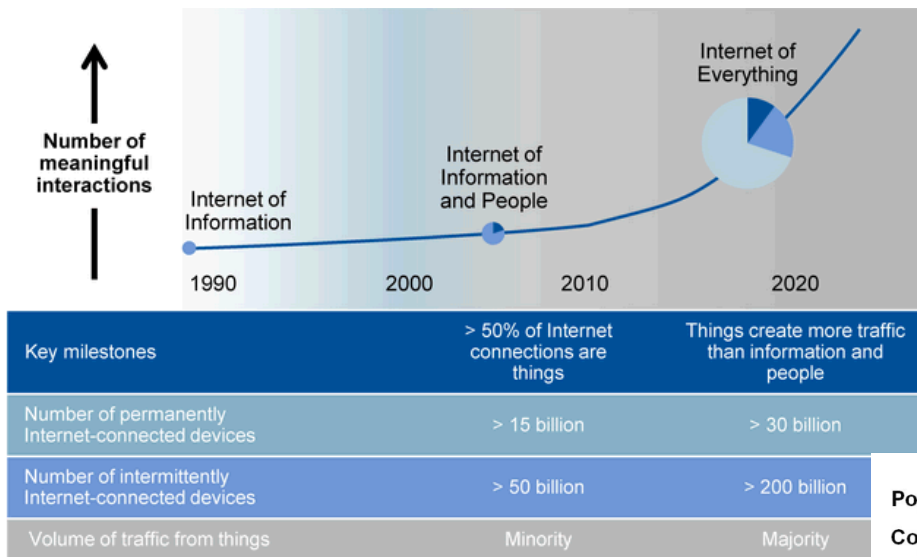 Internet of
Everything
Number of
meaningful
interactions
Internet of
Information
and People
Internet of
Information
1990
2000
2010
2020
Key milestones
> 50% of Internet
connections are
things
Things create more traffic
than information and
people
Number of permanently
Internet-connected devices
> 15 billion
> 30 billion
Number of intermittently
Internet-connected devices
> 50 billion
> 200 billion
Volume of traffic from things
Minority
Majority
Po
Co